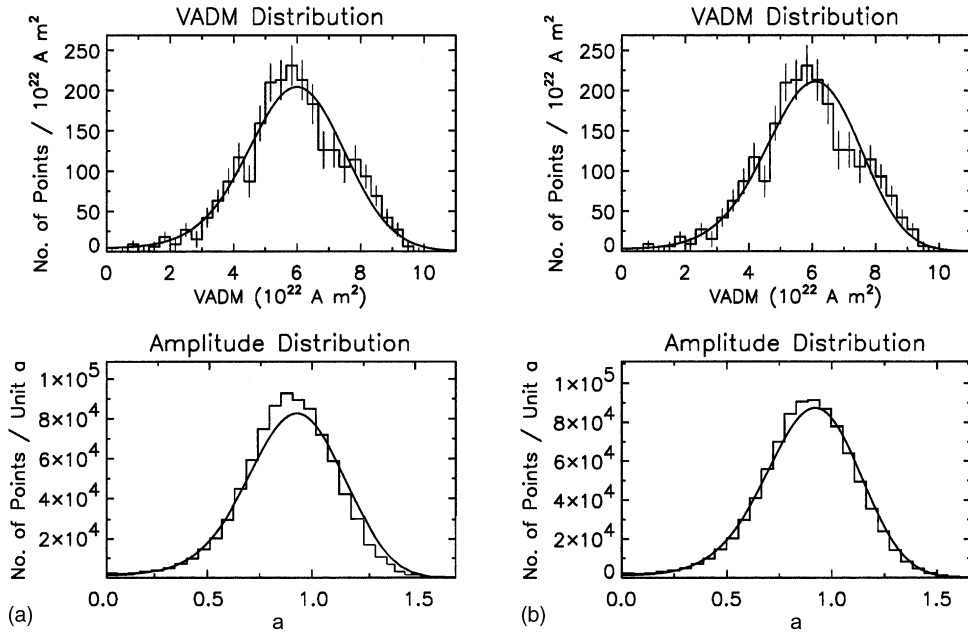 VADM Distribution
No. of Points / 10²² A m²
250
200
150
100
50
0
0 2 4 6 8 10
VADM (10²² A m²)
VADM Distribution
No. of Points / 10²² A m²
250
200
150
100
50
0
0 2 4 6 8 10
VADM (10²² A m²)
Amplitude Distribution
No. of Points / Unit a
1×10⁵
8×10⁴
6×10⁴
4×10⁴
2×10⁴
0.0 0.5 1.0 1.5
a
(a)
Amplitude Distribution
No. of Points / Unit a
1×10⁵
8×10⁴
6×10⁴
4×10⁴
2×10⁴
0
0.0 0.5 1.0 1.5
a
(b)